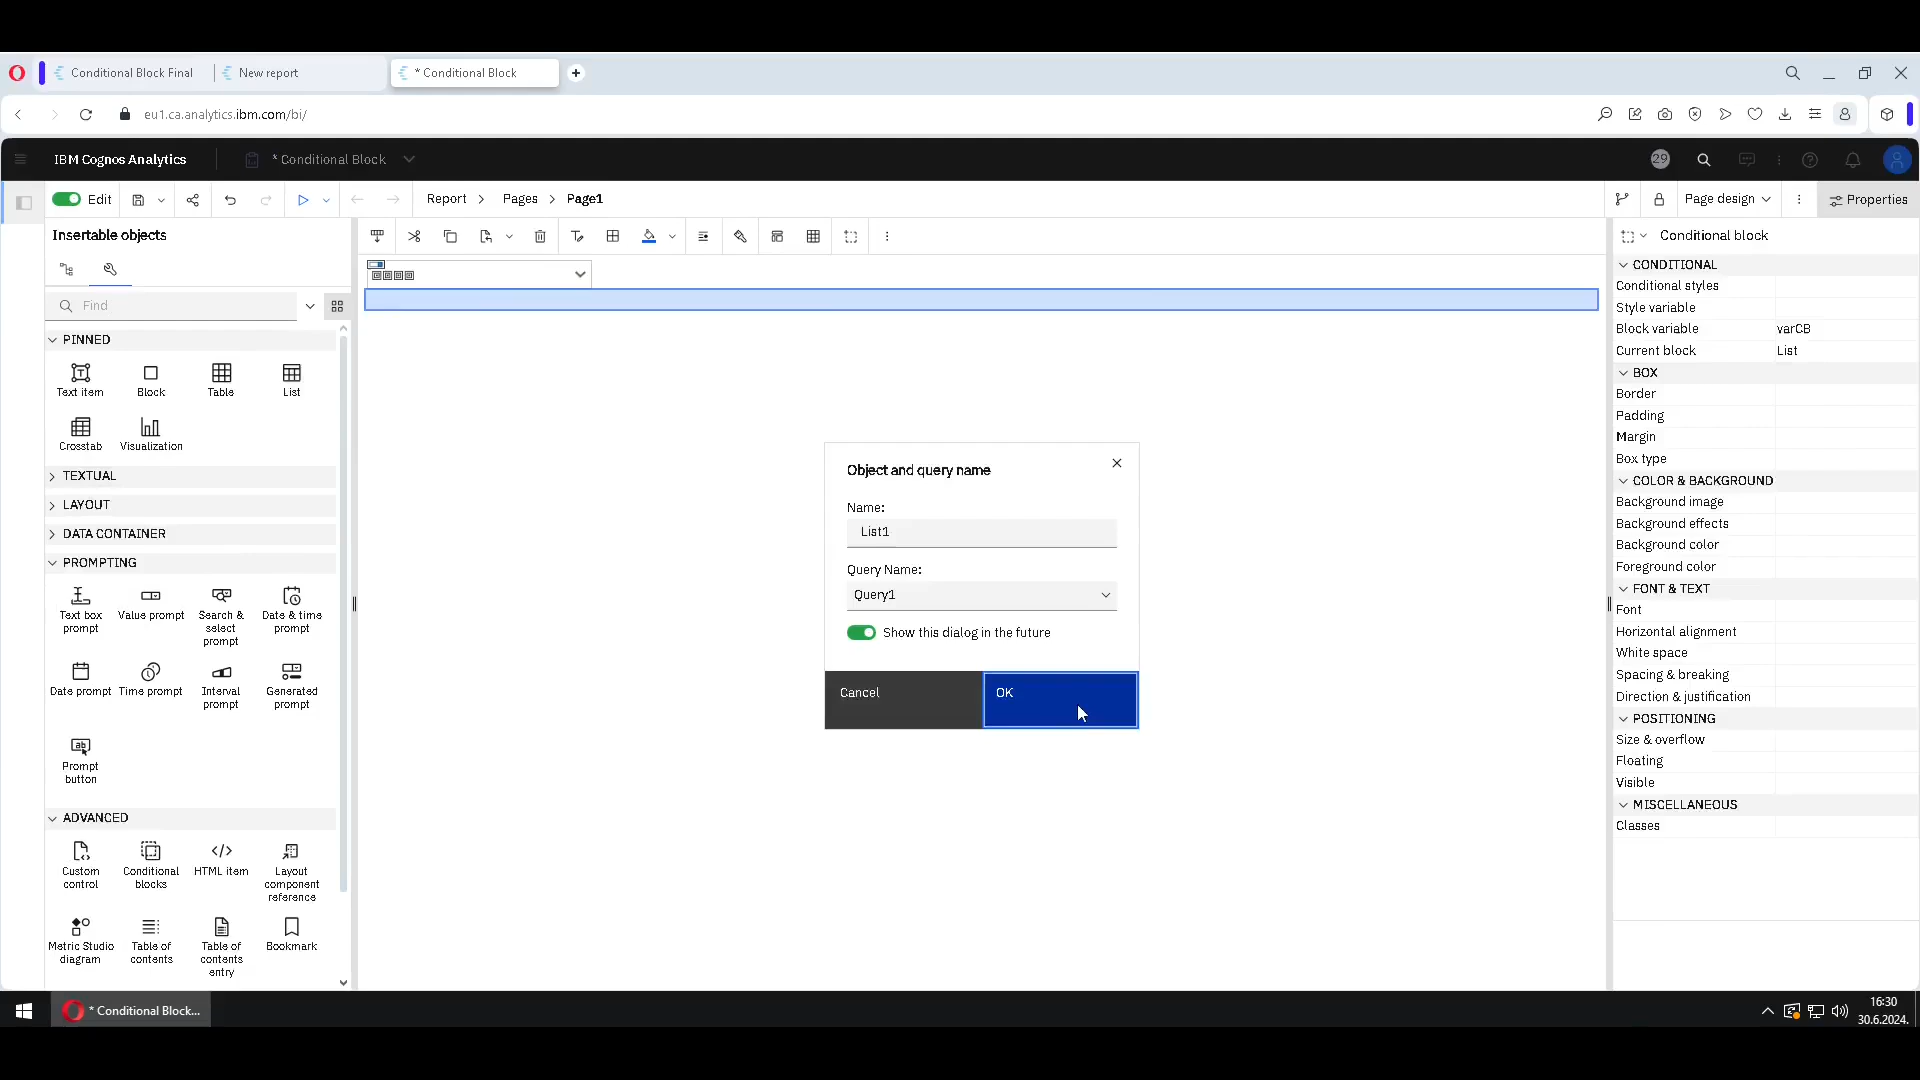 Conditional Block Final
New report
* Conditional Block
eu1.ca.analytics.ibm.com/bi/
IBM Cognos Analytics
* Conditional Block
29
Edit
Report
Pages
Page1
Page design
Properties
Insertable objects
Find
PINNED
Text item
Block
Table
List
Crosstab
Visualization
TEXTUAL
LAYOUT
DATA CONTAINER
PROMPTING
Text box
prompt
Value prompt
Search &
select
prompt
Date & time
prompt
Date prompt
Time prompt
Interval
prompt
Generated
prompt
Prompt
button
ADVANCED
Custom
control
Conditional
blocks
HTML item
Layout
component
reference
Metric Studio
diagram
Table of
contents
Table of
contents
entry
Bookmark
Object and query name
Name:
List1
Query Name:
Query1
Show this dialog in the future
Cancel
OK
Conditional block
CONDITIONAL
Conditional styles
Style variable
Block variable varCB
Current block List
BOX
Border
Padding
Margin
Box type
COLOR & BACKGROUND
Background image
Background effects
Background color
Foreground color
FONT & TEXT
Font
Horizontal alignment
White space
Spacing & breaking
Direction & justification
POSITIONING
Size & overflow
Floating
Visible
MISCELLANEOUS
Classes
* Conditional Block...
16:30
30.6.2024.